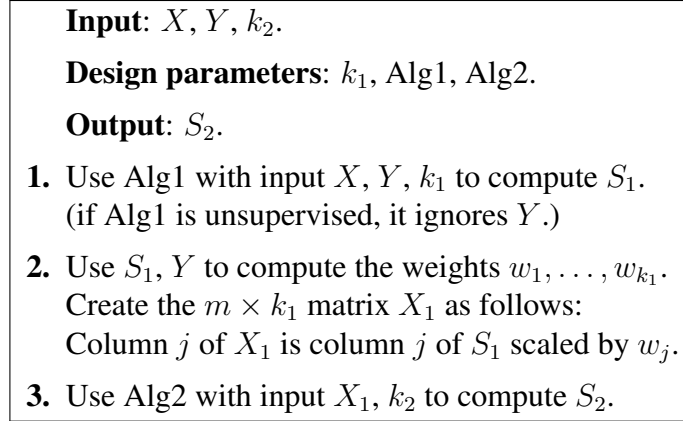 Input: X, Y, k₂.
Design parameters: k₁, Alg1, Alg2.
Output: S₂.
1. Use Alg1 with input X, Y, k₁ to compute S₁.
(if Alg1 is unsupervised, it ignores Y.)
2. Use S₁, Y to compute the weights w₁, . . . , wₖ₁.
Create the m × k₁ matrix X₁ as follows:
Column j of X₁ is column j of S₁ scaled by wⱼ.
3. Use Alg2 with input X₁, k₂ to compute S₂.